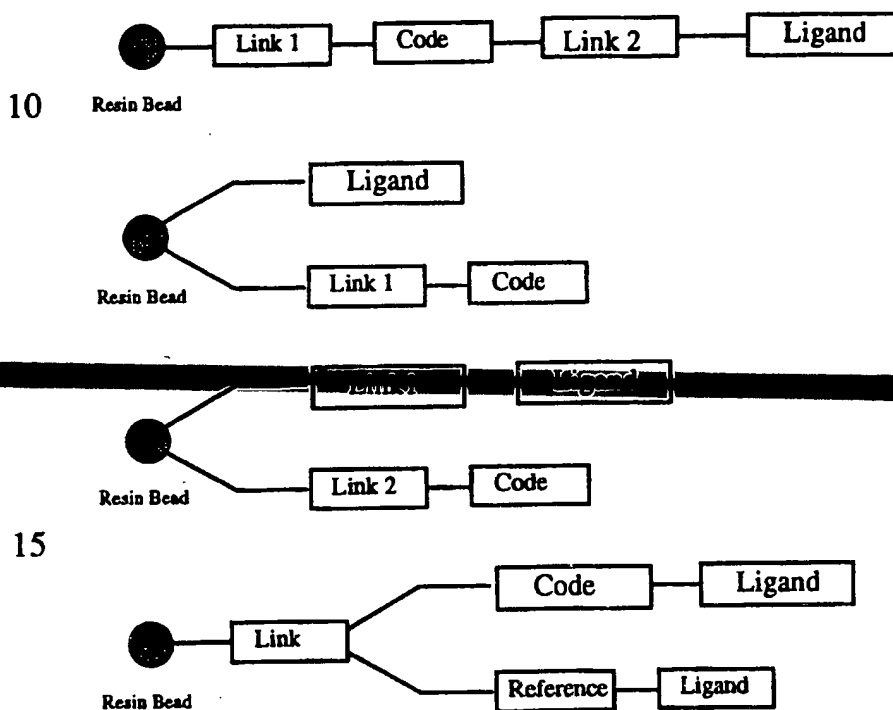 Link 1 Code Link 2 Ligand
10 Resin Bead
Ligand
Resin Bead
Link 1 Code
Ligand
Resin Bead
Link 2 Code
15
Code Ligand
Link
Resin Bead
Reference Ligand